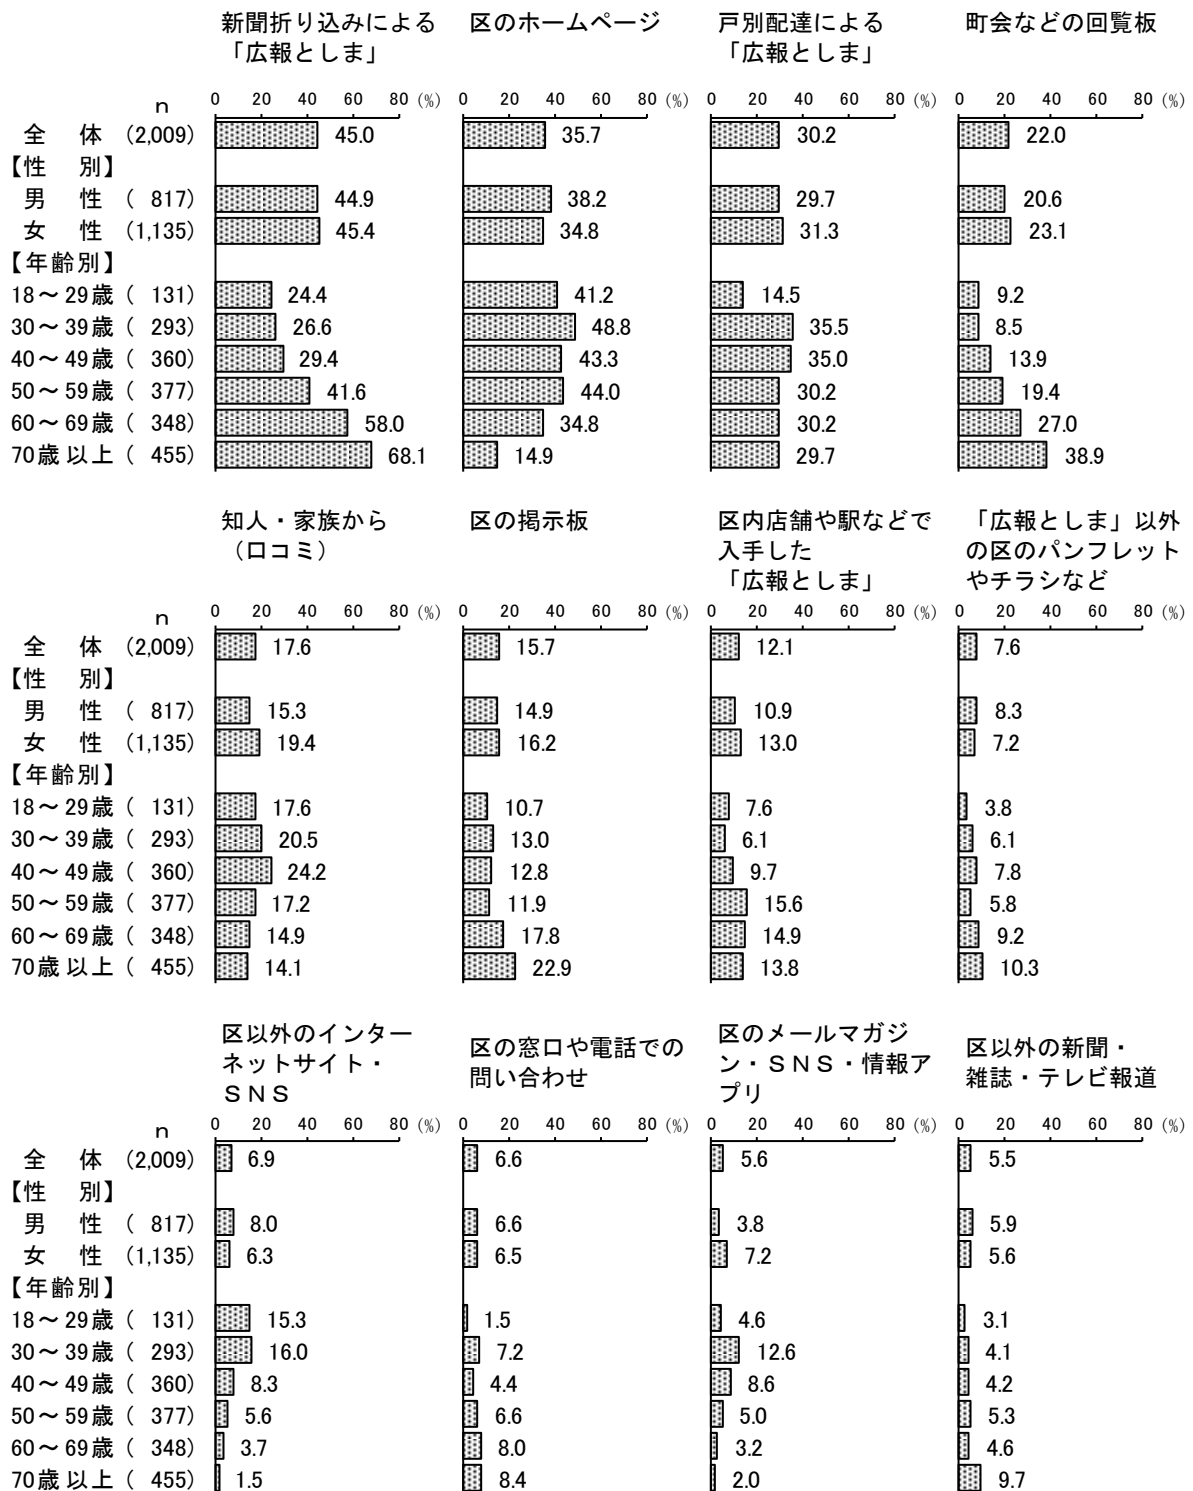 新聞折り込みによる 区のホームページ 戸別配達による 町会などの回覧板
「広報としま」 「広報としま」
n 0 20 40 60 80 (%) 0 20 40 60 80 (%) 0 20 40 60 80 (%) 0 20 40 60 80 (%)
全 体 (2,009) 45.0 35.7 30.2 22.0
【性 別】
男 性 ( 817) 44.9 38.2 29.7 20.6
女 性 (1,135) 45.4 34.8 31.3 23.1
【年齢別】
18～29歳 ( 131) 24.4 41.2 14.5 9.2
30～39歳 ( 293) 26.6 48.8 35.5 8.5
40～49歳 ( 360) 29.4 43.3 35.0 13.9
50～59歳 ( 377) 41.6 44.0 30.2 19.4
60～69歳 ( 348) 58.0 34.8 30.2 27.0
70歳以上 ( 455) 68.1 14.9 29.7 38.9
知人・家族から 区の掲示板 区内店舗や駅などで 「広報としま」以外
（口コミ） 入手した の区のパンフレット
「広報としま」 やチラシなど
n 0 20 40 60 80 (%) 0 20 40 60 80 (%) 0 20 40 60 80 (%) 0 20 40 60 80 (%)
全 体 (2,009) 17.6 15.7 12.1 7.6
【性 別】
男 性 ( 817) 15.3 14.9 10.9 8.3
女 性 (1,135) 19.4 16.2 13.0 7.2
【年齢別】
18～29歳 ( 131) 17.6 10.7 7.6 3.8
30～39歳 ( 293) 20.5 13.0 6.1 6.1
40～49歳 ( 360) 24.2 12.8 9.7 7.8
50～59歳 ( 377) 17.2 11.9 15.6 5.8
60～69歳 ( 348) 14.9 17.8 14.9 9.2
70歳以上 ( 455) 14.1 22.9 13.8 10.3
区以外のインター 区の窓口や電話での 区のメールマガジ 区以外の新聞・
ネットサイト・ 問い合わせ ン・ＳＮＳ・情報ア 雑誌・テレビ報道
ＳＮＳ プリ
n 0 20 40 60 80 (%) 0 20 40 60 80 (%) 0 20 40 60 80 (%) 0 20 40 60 80 (%)
全 体 (2,009) 6.9 6.6 5.6 5.5
【性 別】
男 性 ( 817) 8.0 6.6 3.8 5.9
女 性 (1,135) 6.3 6.5 7.2 5.6
【年齢別】
18～29歳 ( 131) 15.3 1.5 4.6 3.1
30～39歳 ( 293) 16.0 7.2 12.6 4.1
40～49歳 ( 360) 8.3 4.4 8.6 4.2
50～59歳 ( 377) 5.6 6.6 5.0 5.3
60～69歳 ( 348) 3.7 8.0 3.2 4.6
70歳以上 ( 455) 1.5 8.4 2.0 9.7